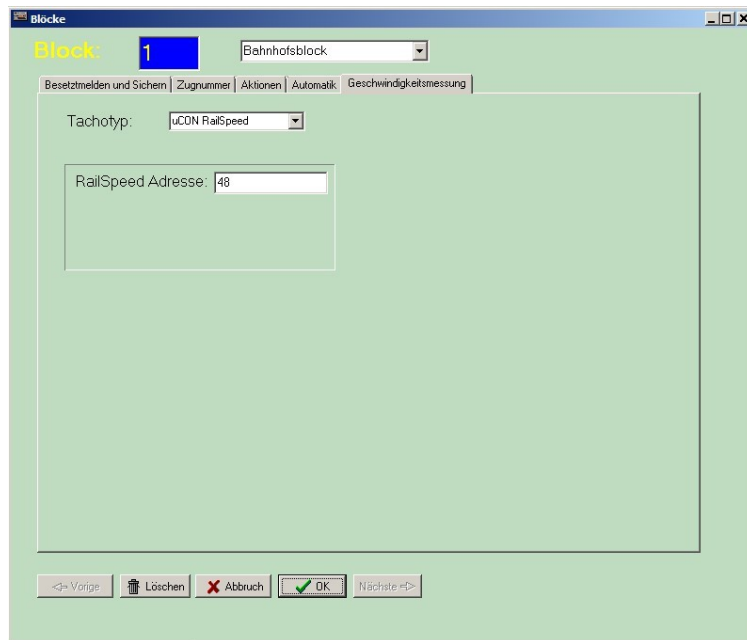 Blöcke
Block: 1 Bahnhofsblock
Besetztmelden und Sichern Zugnummer Aktionen Automatik Geschwindigkeitsmessung
Tachotyp: uCON RailSpeed
RailSpeed Adresse: 48
Vorige Löschen Abbruch OK Nächste